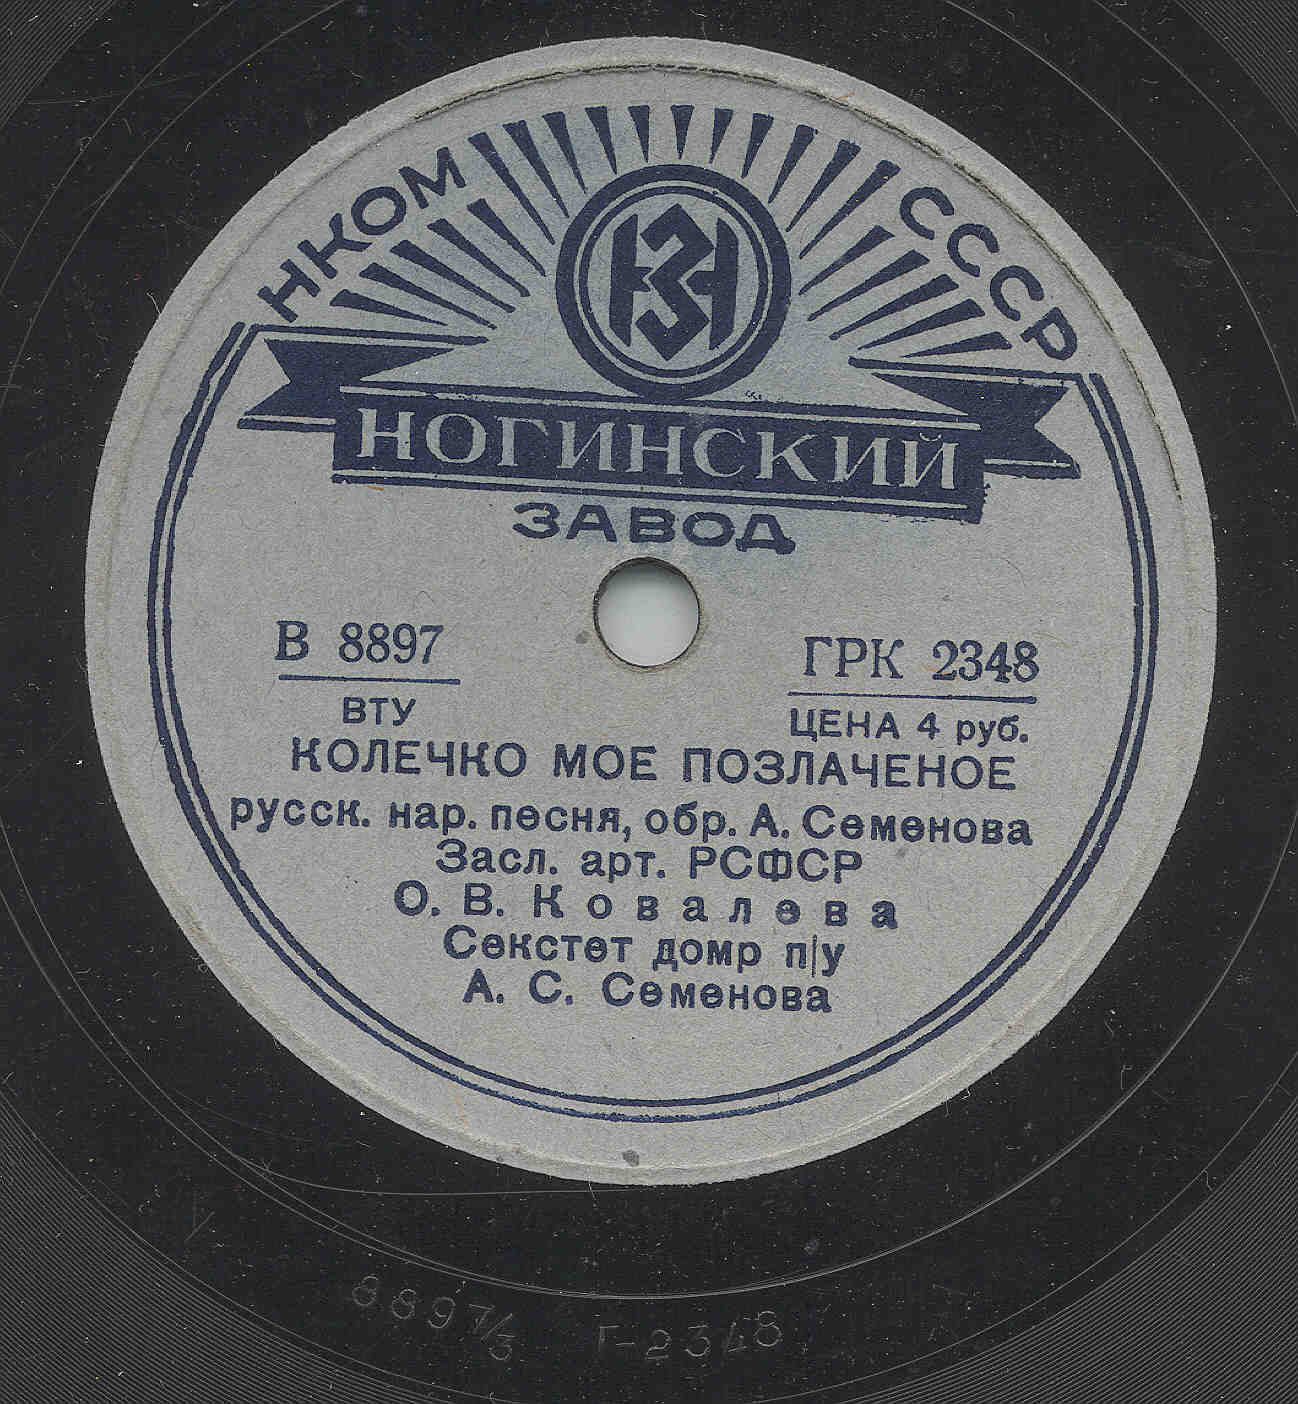 НКОМ СССР
НЗ
НОГИНСКИЙ
ЗАВОД
В 8897
ГРК 2348
ВТУ
ЦЕНА 4 руб.
КОЛЕЧКО МОЕ ПОЗЛАЧЕНОЕ
русск. нар. песня, обр. А. Семенова
Засл. арт. РСФСР
О. В. Ковалева
Секстет домр п/у
А. С. Семенова
8897/3 Г-2348